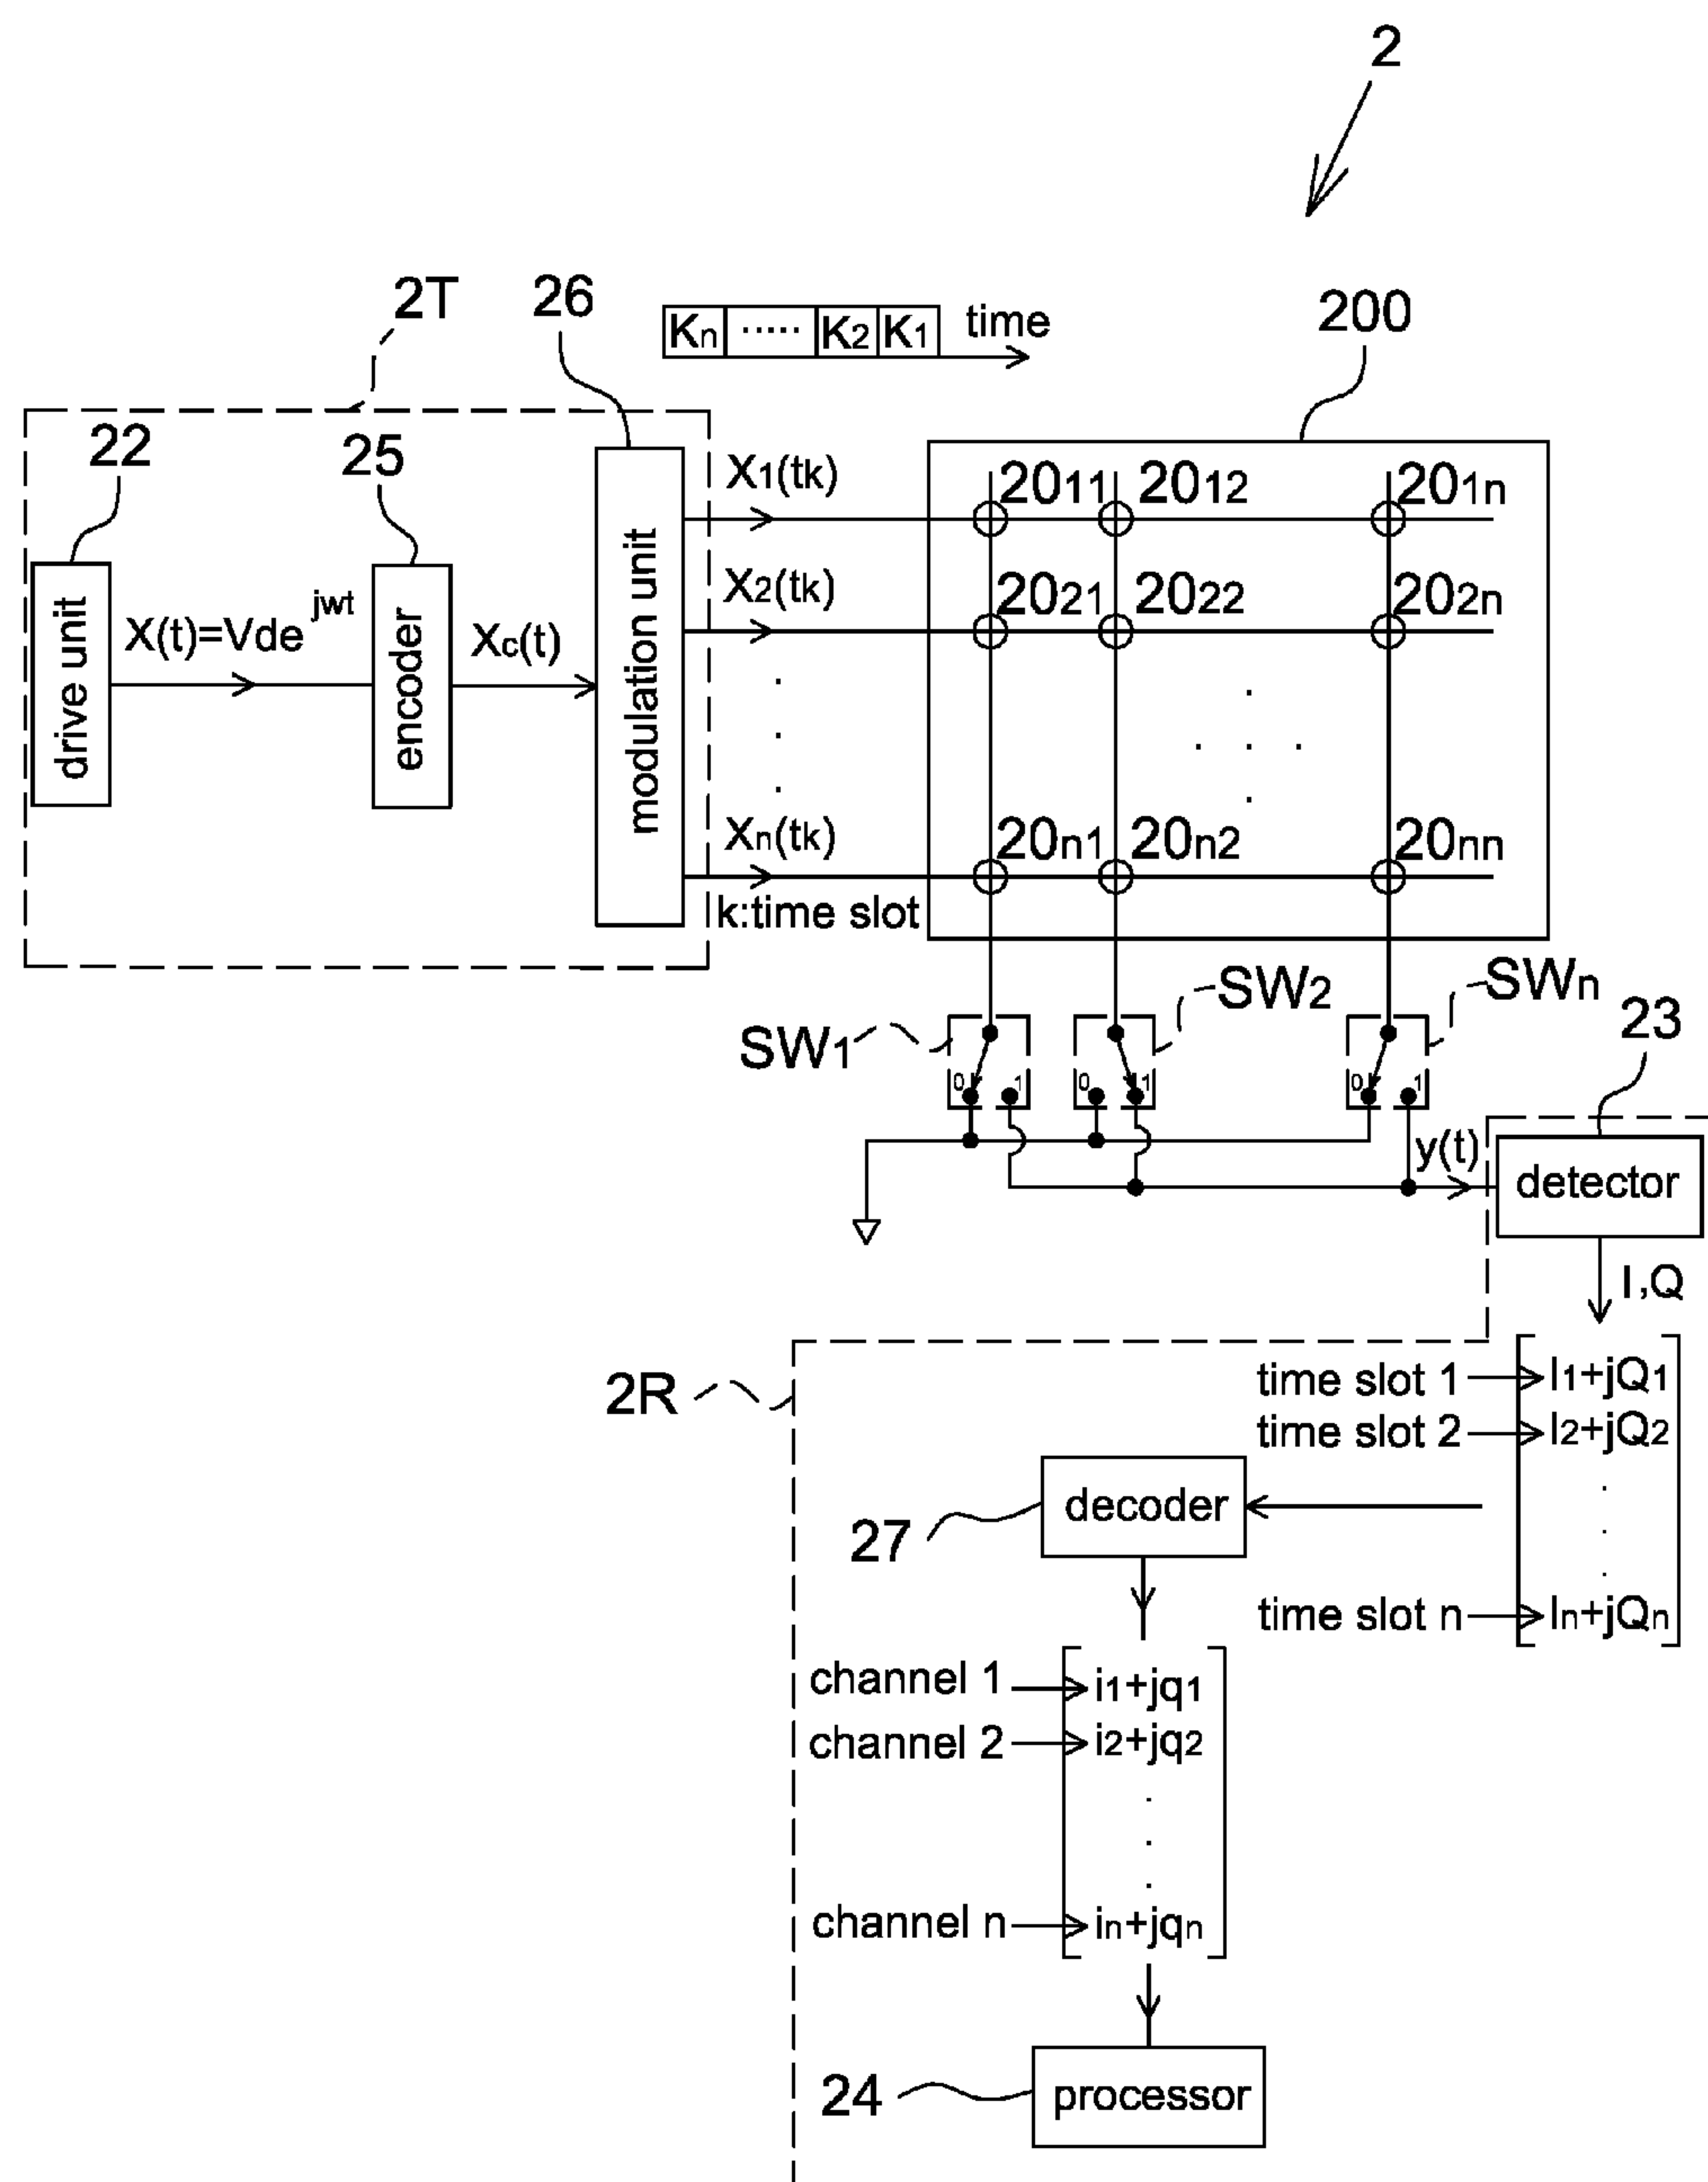 2
2T
26
Kn ····· K2 K1 time
200
22
25
X1(tk)
2011 2012 201n
drive unit
X(t)=Vde jwt
encoder
Xc(t)
modulation unit
X2(tk)
2021 2022 202n
Xn(tk)
20n1 20n2 20nn
k:time slot
SW1
SW2
SWn
23
0 1
0 1
0 1
y(t)
detector
I,Q
2R
time slot 1 I1+jQ1
time slot 2 I2+jQ2
27
decoder
time slot n In+jQn
channel 1 i1+jq1
channel 2 i2+jq2
channel n in+jqn
24
processor